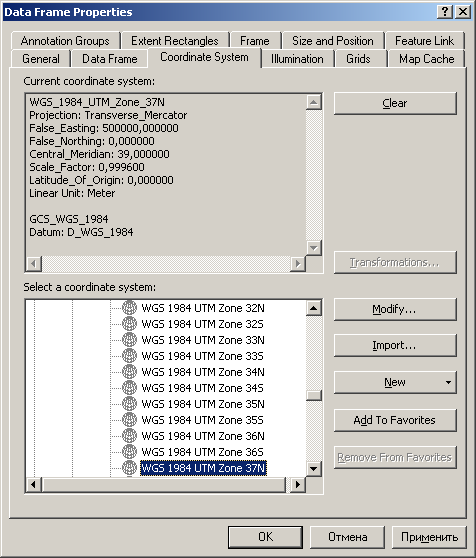 Data Frame Properties
Annotation Groups
Extent Rectangles
Frame
Size and Position
Feature Link
General
Data Frame
Coordinate System
Illumination
Grids
Map Cache
Current coordinate system:
WGS_1984_UTM_Zone_37N
Projection: Transverse_Mercator
False_Easting: 500000,000000
False_Northing: 0,000000
Central_Meridian: 39,000000
Scale_Factor: 0,999600
Latitude_Of_Origin: 0,000000
Linear Unit: Meter
GCS_WGS_1984
Datum: D_WGS_1984
Clear
Transformations...
Select a coordinate system:
WGS 1984 UTM Zone 32N
WGS 1984 UTM Zone 32S
WGS 1984 UTM Zone 33N
WGS 1984 UTM Zone 33S
WGS 1984 UTM Zone 34N
WGS 1984 UTM Zone 34S
WGS 1984 UTM Zone 35N
WGS 1984 UTM Zone 35S
WGS 1984 UTM Zone 36N
WGS 1984 UTM Zone 36S
WGS 1984 UTM Zone 37N
Modify...
Import...
New
Add To Favorites
Remove From Favorites
OK
Отмена
Применить